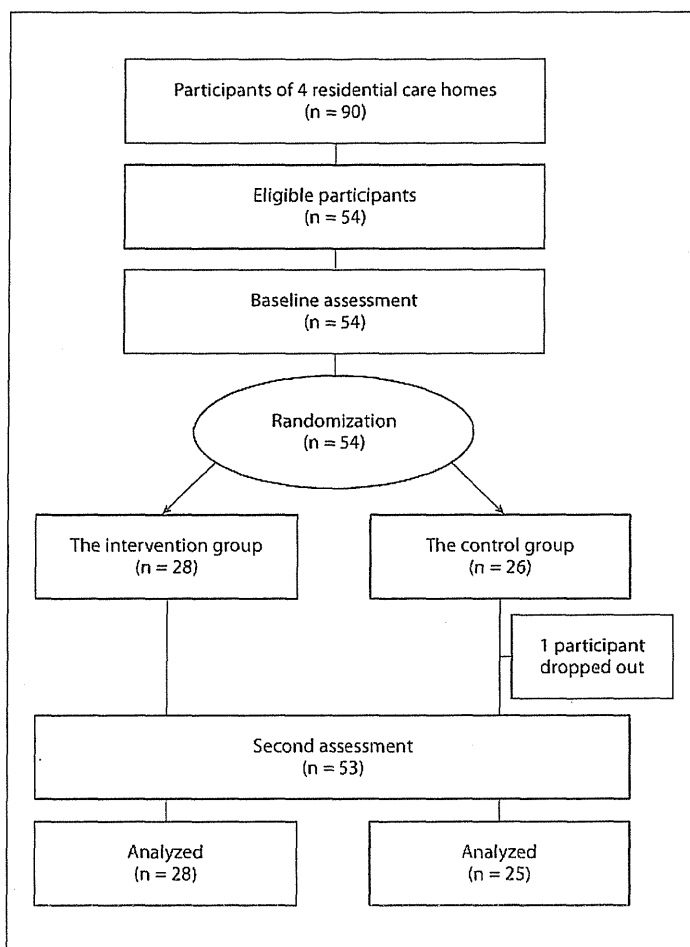 Participants of 4 residential care homes
(n = 90)
Eligible participants
(n = 54)
Baseline assessment
(n = 54)
Randomization
(n = 54)
The intervention group
(n = 28)
The control group
(n = 26)
1 participant
dropped out
Second assessment
(n = 53)
Analyzed
(n = 28)
Analyzed
(n = 25)